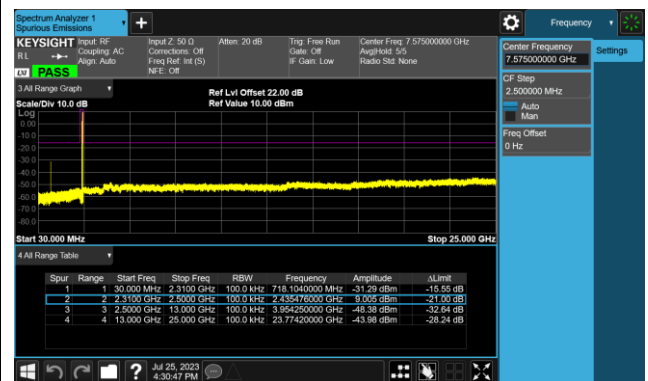 Spectrum Analyzer 1
Spurious Emissions
Frequency
KEYSIGHT
RL
LXI PASS
Input: RF
Coupling: AC
Align: Auto
Input Z: 50 Ω
Corrections: Off
Freq Ref: Int (S)
NFE: Off
Atten: 20 dB
Trig: Free Run
Gate: Off
IF Gain: Low
Center Freq: 7.575000000 GHz
Avg|Hold: 5/5
Radio Std: None
Center Frequency
7.575000000 GHz
Settings
CF Step
2.500000 MHz
Auto
Man
Freq Offset
0 Hz
3 All Range Graph
Scale/Div 10.0 dB
Ref Lvl Offset 22.00 dB
Ref Value 10.00 dBm
Log
0.00
-10.0
-20.0
-30.0
-40.0
-50.0
-60.0
-70.0
-80.0
Start 30.000 MHz
Stop 25.000 GHz
4 All Range Table
Spur Range Start Freq Stop Freq RBW Frequency Amplitude ΔLimit
1 1 30.000 MHz 2.3100 GHz 100.0 kHz 718.1040000 MHz -31.29 dBm -15.55 dB
2 2 2.3100 GHz 2.5000 GHz 100.0 kHz 2.435476000 GHz 9.005 dBm -21.00 dB
3 3 2.5000 GHz 13.000 GHz 100.0 kHz 3.954250000 GHz -48.38 dBm -32.64 dB
4 4 13.000 GHz 25.000 GHz 100.0 kHz 23.77420000 GHz -43.98 dBm -28.24 dB
Jul 25, 2023
4:30:47 PM